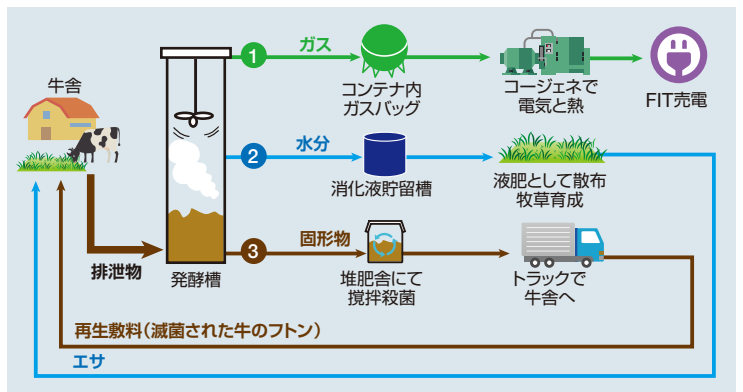 牛舎
排泄物
発酵槽
1
ガス
コンテナ内
ガスバッグ
コージェネで
電気と熱
FIT売電
2
水分
消化液貯留槽
液肥として散布
牧草育成
3
固形物
堆肥舎にて
撹拌殺菌
トラックで
牛舎へ
再生敷料(滅菌された牛のフトン)
エサ